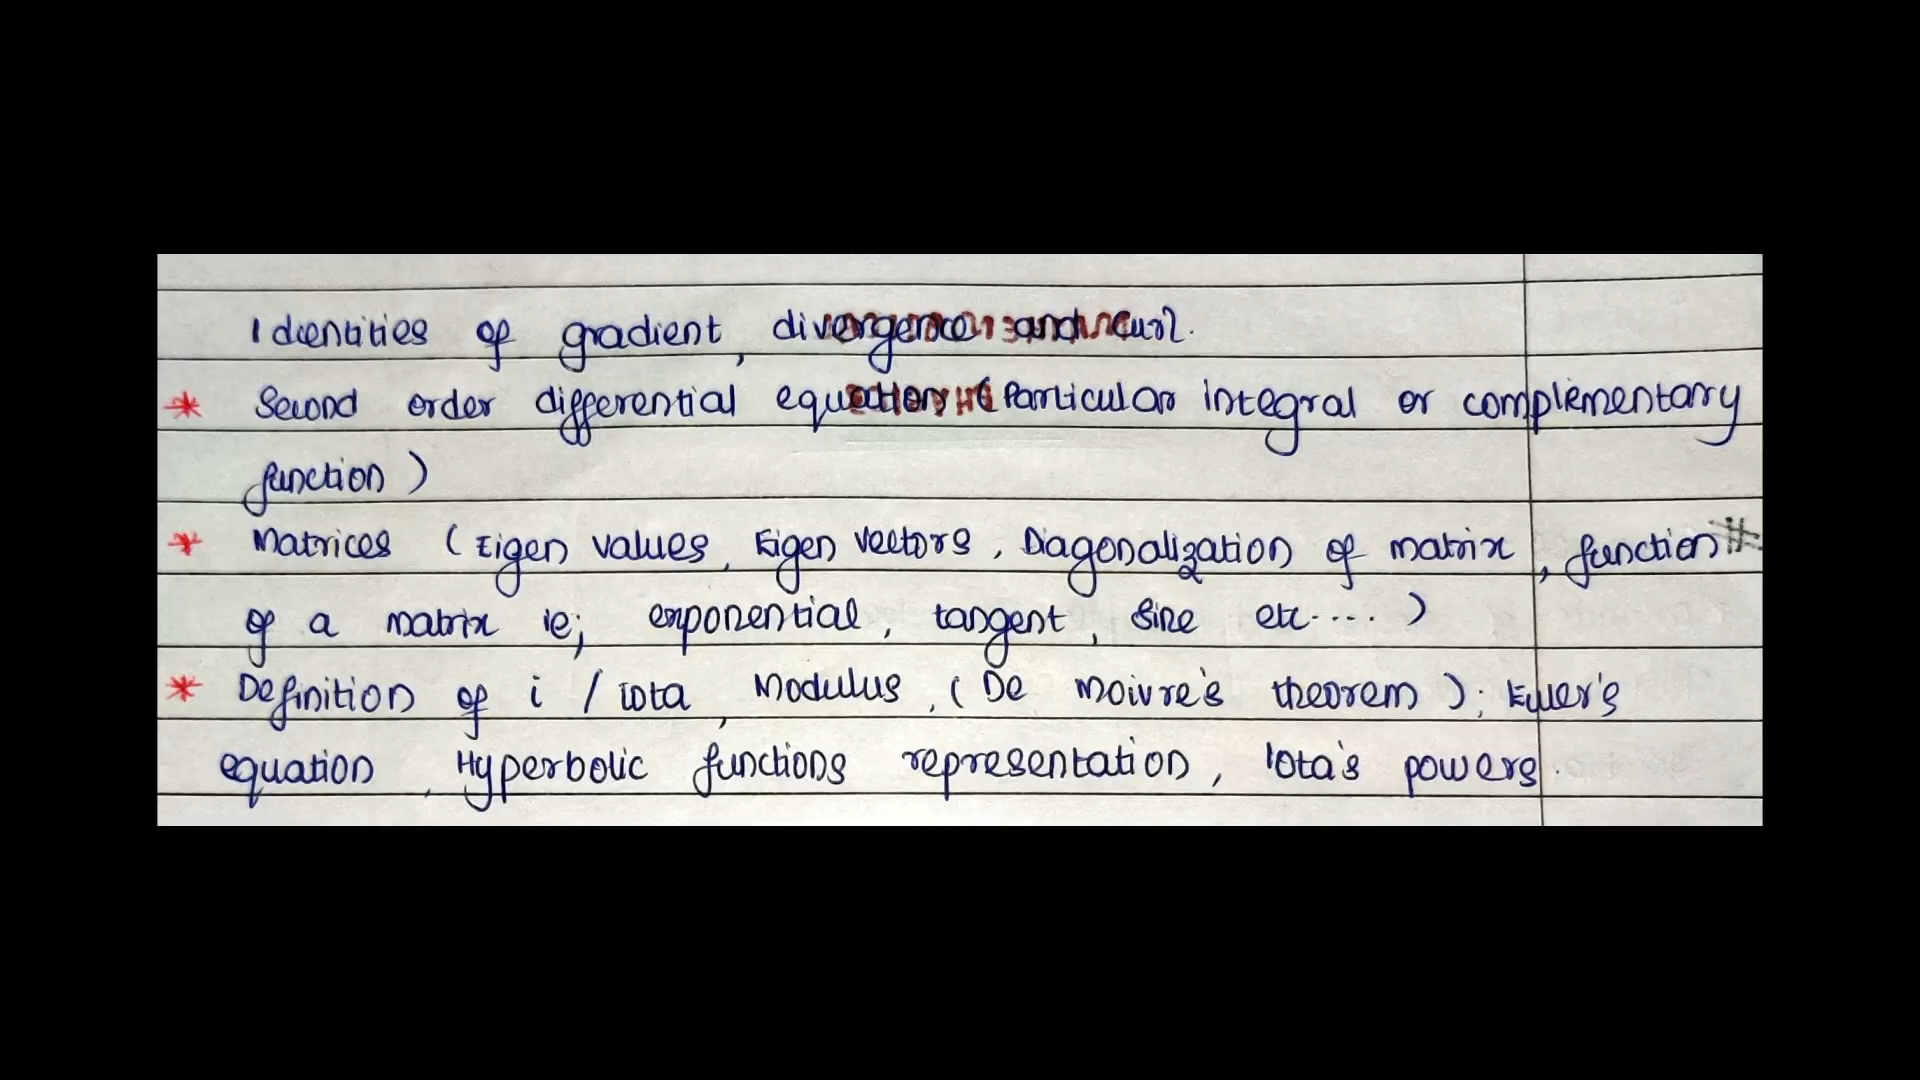 Identities of gradient, divergence and curl.
* Second order differential equation (Particular integral or complementary
function)
* Matrices (Eigen values, Eigen vectors, Diagonalization of matrix, function
of a matrix ie; exponential, tangent, sine etc.... )
* Definition of i / iota, Modulus, (De moivre's theorem); Euler's
equation, Hyperbolic functions representation, iota's powers.